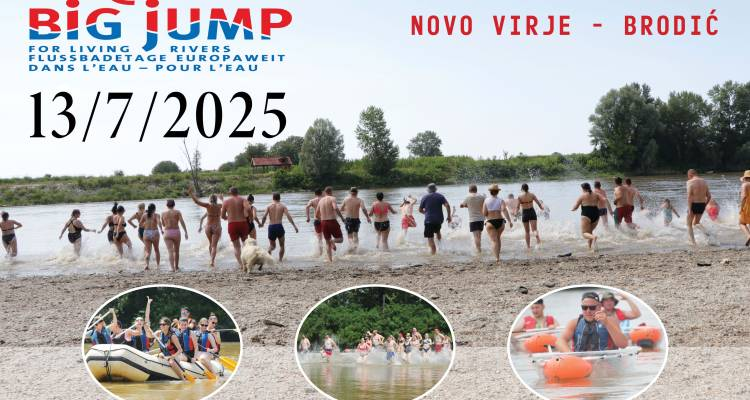 BiG jUMP
FOR LIVING RIVERS
FLUSSBADETAGE EUROPAWEIT
DANS L'EAU – POUR L'EAU
13/7/2025
NOVO VIRJE - BRODIĆ